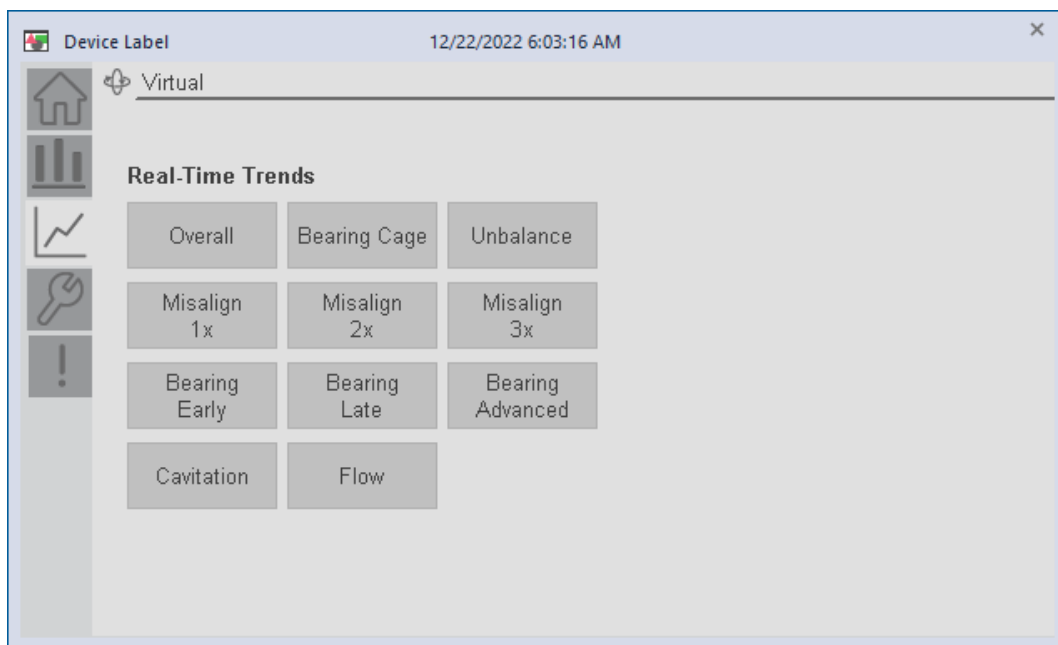 Device Label 12/22/2022 6:03:16 AM
Virtual
Real-Time Trends
Overall Bearing Cage Unbalance
Misalign Misalign Misalign
1x 2x 3x
Bearing Bearing Bearing
Early Late Advanced
Cavitation Flow